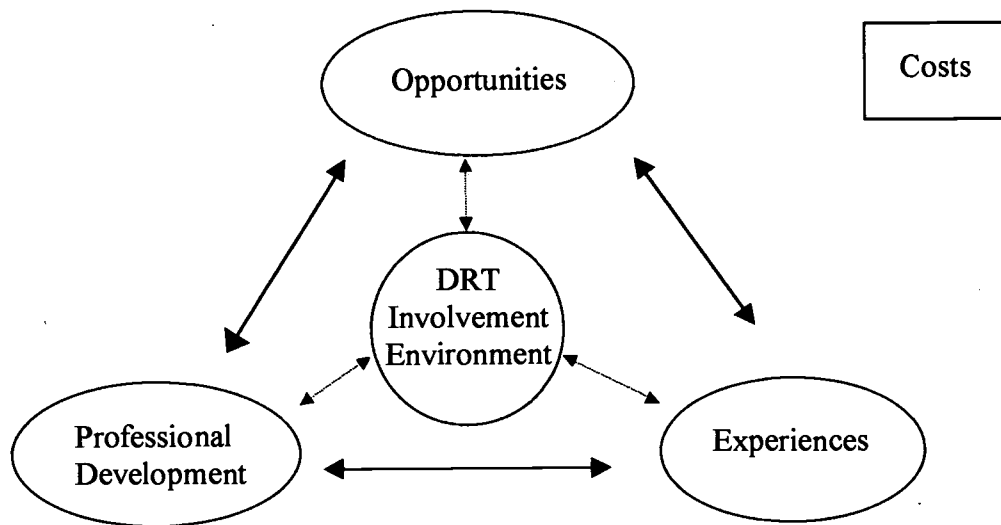 Opportunities
Costs
DRT
Involvement
Environment
Professional
Development
Experiences